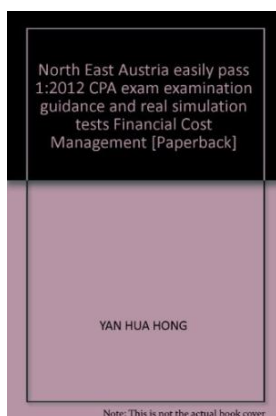 North East Austria easily pass
1:2012 CPA exam examination
guidance and real simulation
tests Financial Cost
Management [Paperback]
YAN HUA HONG
Note: This is not the actual book cover